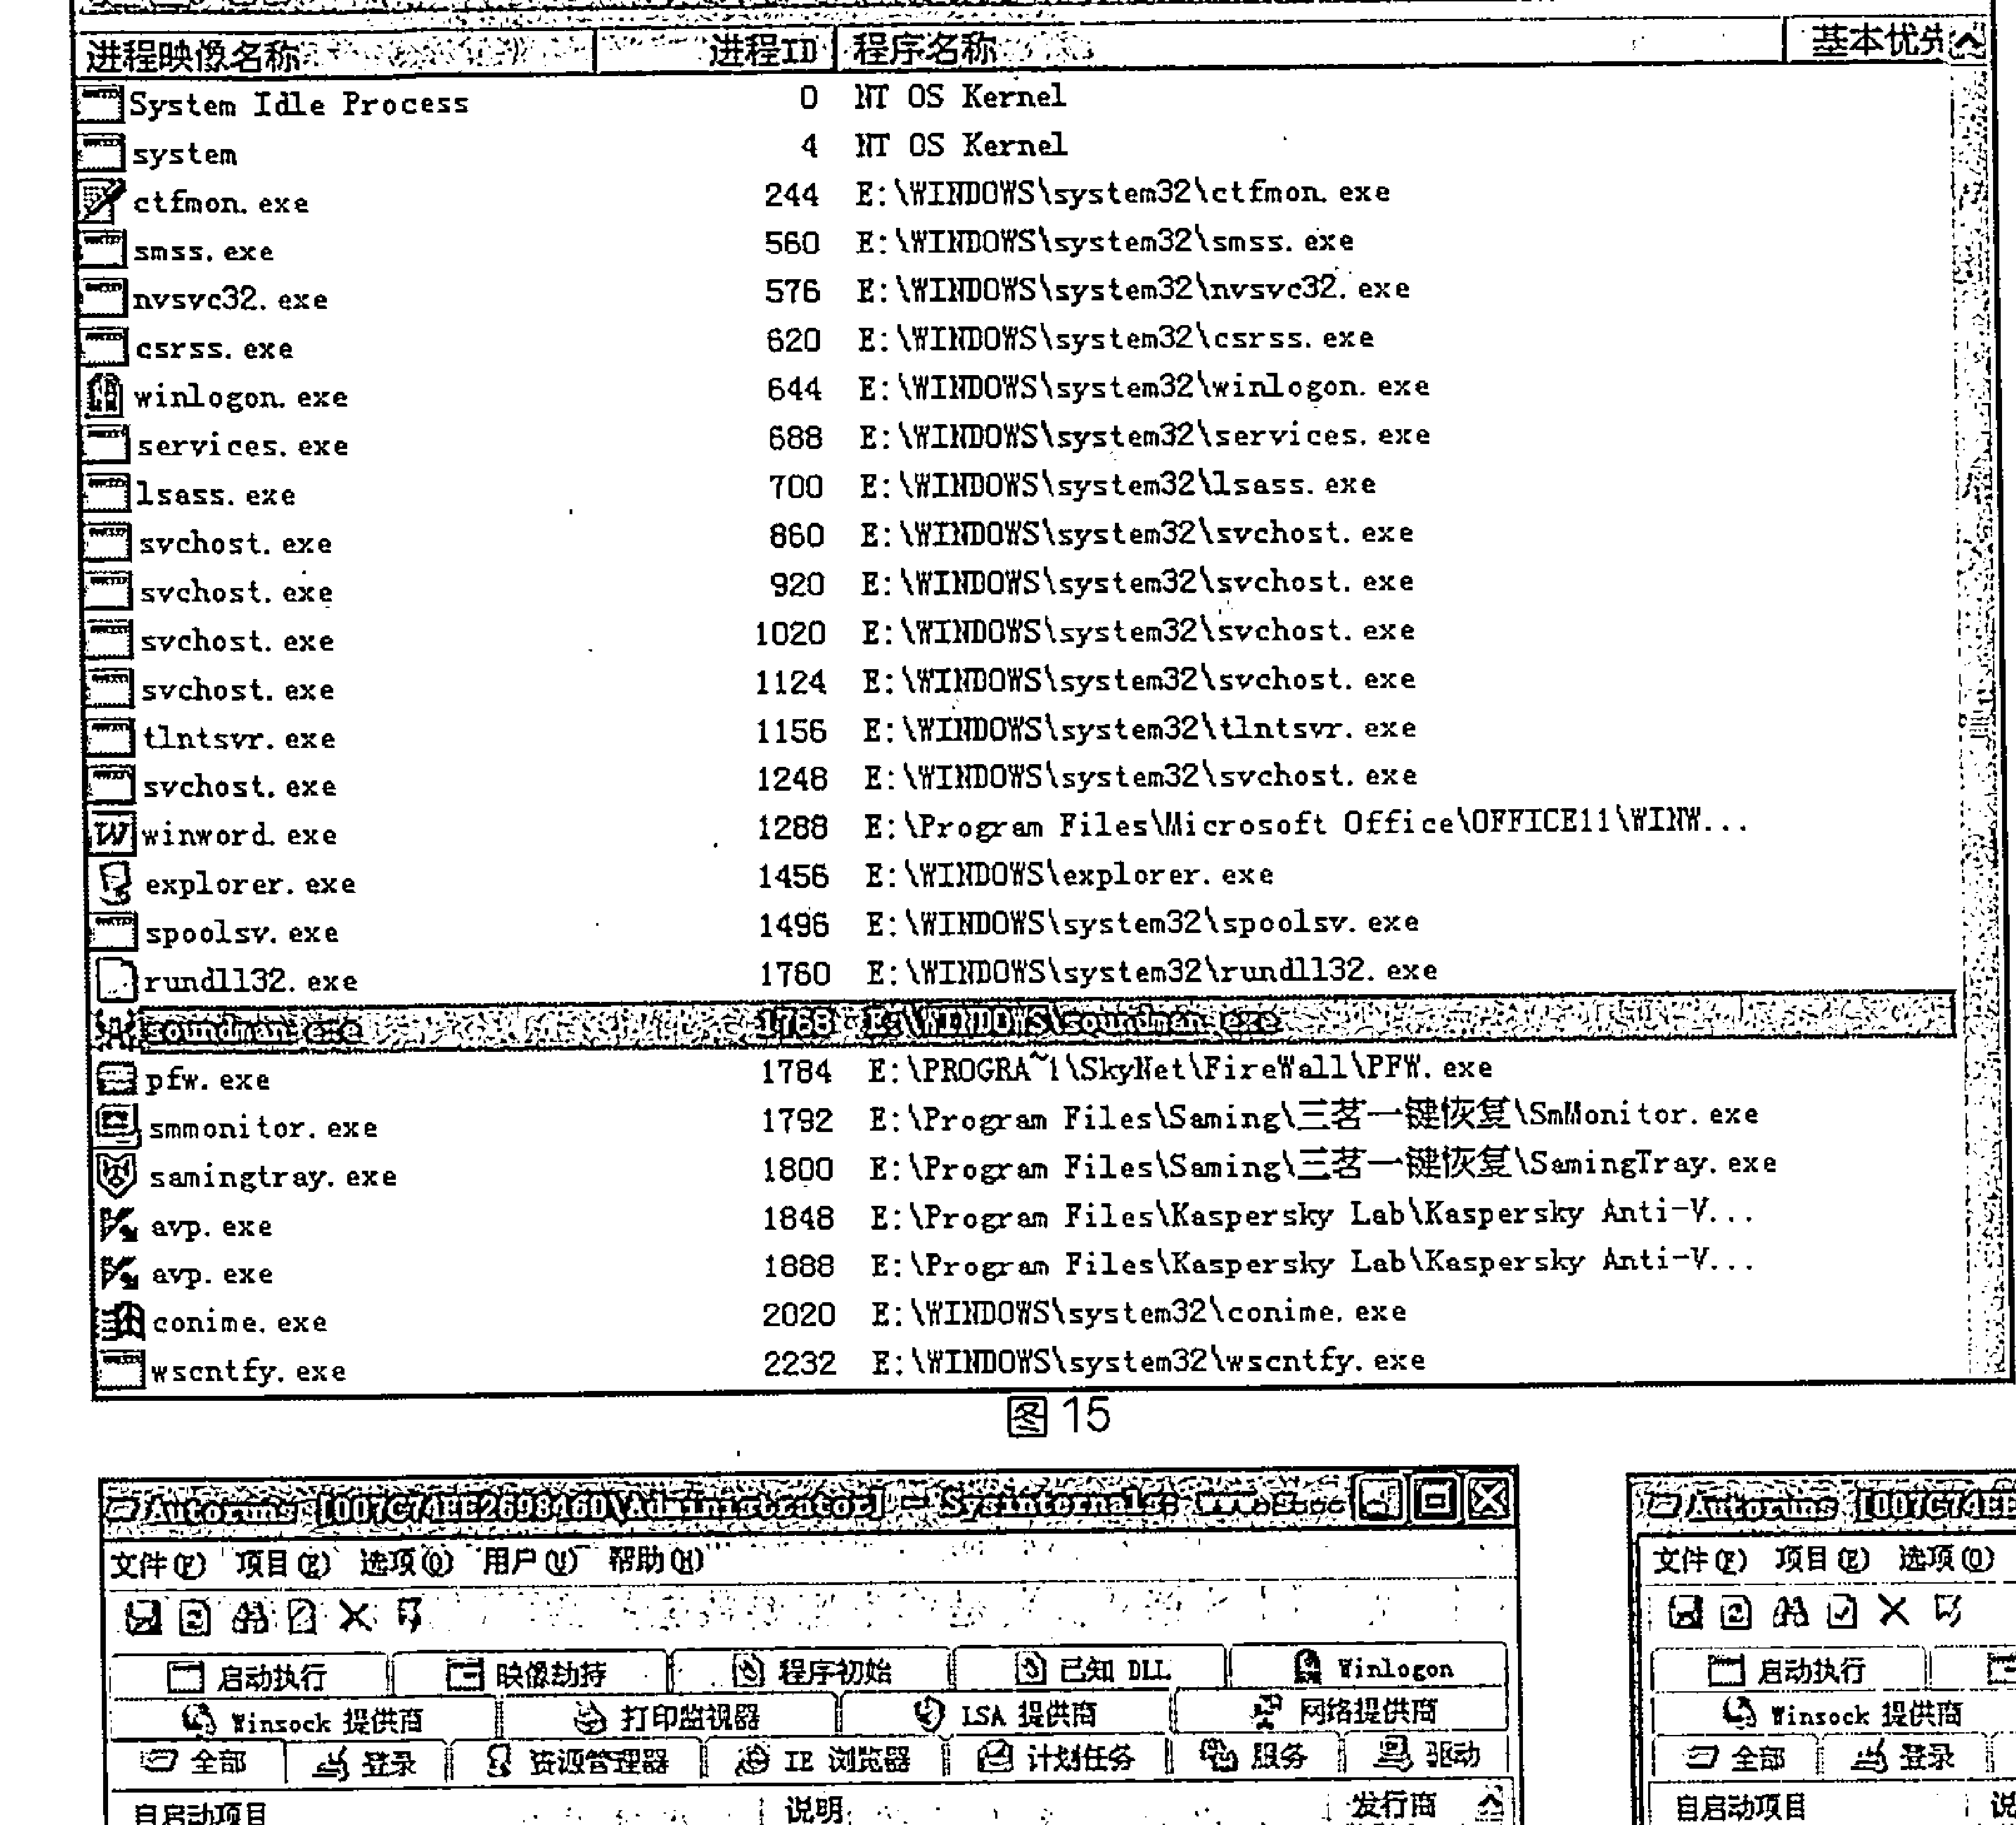 进程映像名称 进程ID 程序名称 基本优先
System Idle Process 0 NT OS Kernel
system 4 NT OS Kernel
ctfmon.exe 244 E:\WINDOWS\system32\ctfmon.exe
smss.exe 560 E:\WINDOWS\system32\smss.exe
nvsvc32.exe 576 E:\WINDOWS\system32\nvsvc32.exe
csrss.exe 620 E:\WINDOWS\system32\csrss.exe
winlogon.exe 644 E:\WINDOWS\system32\winlogon.exe
services.exe 688 E:\WINDOWS\system32\services.exe
lsass.exe 700 E:\WINDOWS\system32\lsass.exe
svchost.exe 860 E:\WINDOWS\system32\svchost.exe
svchost.exe 920 E:\WINDOWS\system32\svchost.exe
svchost.exe 1020 E:\WINDOWS\system32\svchost.exe
svchost.exe 1124 E:\WINDOWS\system32\svchost.exe
tlntsvr.exe 1156 E:\WINDOWS\system32\tlntsvr.exe
svchost.exe 1248 E:\WINDOWS\system32\svchost.exe
winword.exe 1288 E:\Program Files\Microsoft Office\OFFICE11\WINW...
explorer.exe 1456 E:\WINDOWS\explorer.exe
spoolsv.exe 1496 E:\WINDOWS\system32\spoolsv.exe
rundll32.exe 1760 E:\WINDOWS\system32\rundll32.exe
soundman.exe 1768 E:\WINDOWS\soundman.exe
pfw.exe 1784 E:\PROGRA~1\SkyNet\FireWall\PFW.exe
smmonitor.exe 1792 E:\Program Files\Saming\三茗一键恢复\SmMonitor.exe
samingtray.exe 1800 E:\Program Files\Saming\三茗一键恢复\SamingTray.exe
avp.exe 1848 E:\Program Files\Kaspersky Lab\Kaspersky Anti-V...
avp.exe 1888 E:\Program Files\Kaspersky Lab\Kaspersky Anti-V...
conime.exe 2020 E:\WINDOWS\system32\conime.exe
wscntfy.exe 2232 E:\WINDOWS\system32\wscntfy.exe
图 15
Autoruns [007C74EE2698460\Administrator] - Sysinternals:
文件(F) 项目(E) 选项(O) 用户(U) 帮助(H)
启动执行 映像劫持 程序初始 已知 DLL Winlogon
Winsock 提供商 打印监视器 LSA 提供商 网络提供商
全部 登录 资源管理器 IE 浏览器 计划任务 服务 驱动
自启动项目 说明 发行商
Autoruns [007C74EE
文件(F) 项目(E) 选项(O)
启动执行
Winsock 提供商
全部 登录
自启动项目 说